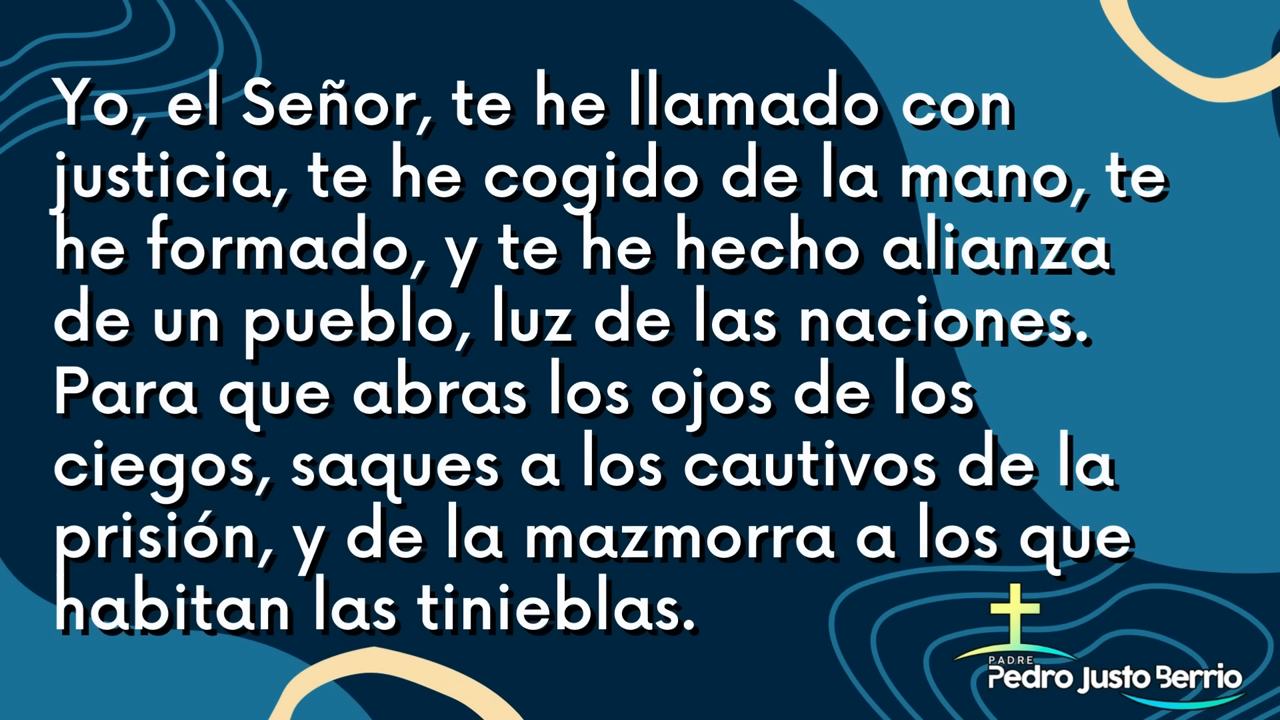 Yo, el Señor, te he llamado con
justicia, te he cogido de la mano, te
he formado, y te he hecho alianza
de un pueblo, luz de las naciones.
Para que abras los ojos de los
ciegos, saques a los cautivos de la
prisión, y de la mazmorra a los que
habitan las tinieblas.
PADRE
Pedro Justo Berrio